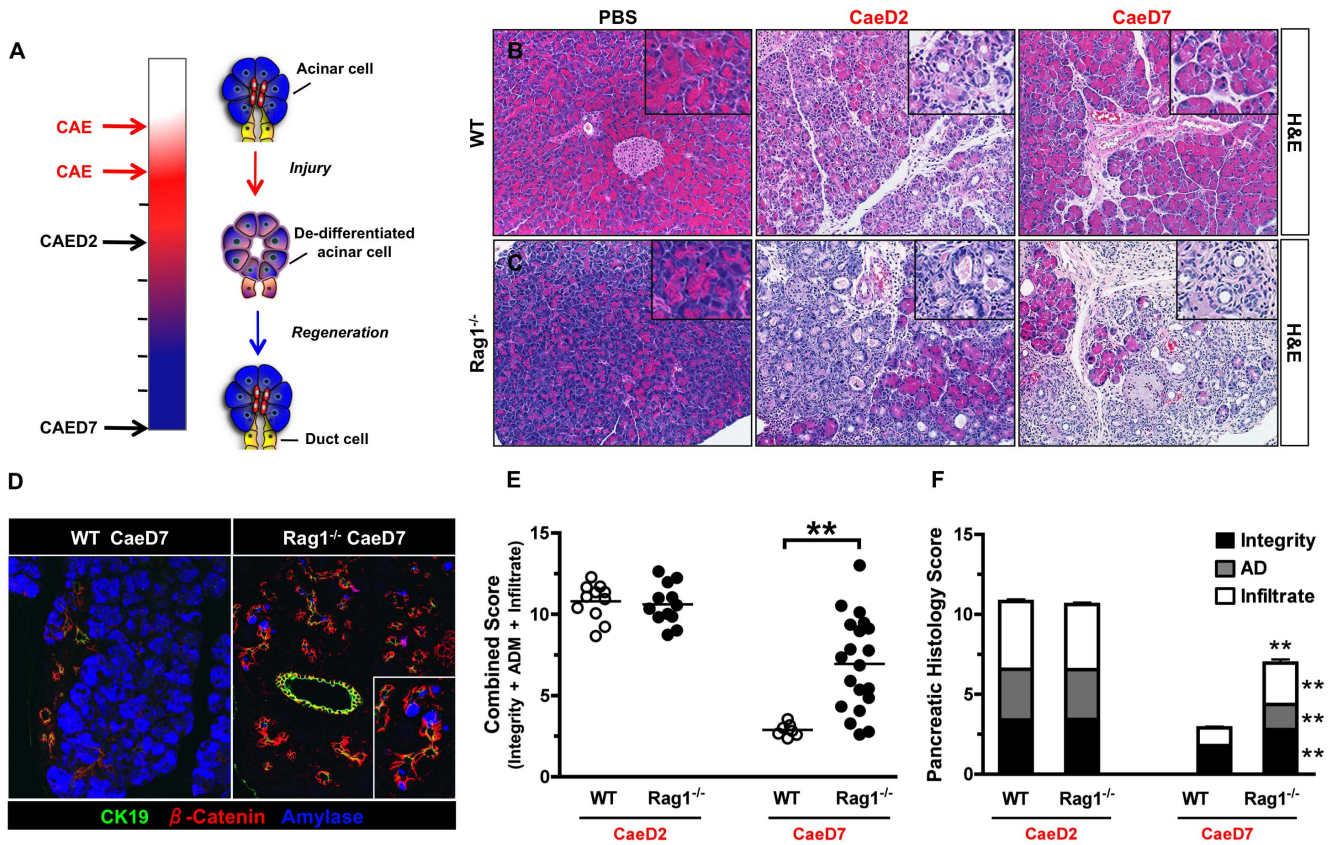 A
CAE
CAE
CAED2
CAED7
Acinar cell
Injury
De-differentiated
acinar cell
Regeneration
Duct cell
PBS
CaeD2
CaeD7
B
WT
H&E
C
Rag1-/-
H&E
D
WT CaeD7
Rag1-/- CaeD7
CK19 β-Catenin Amylase
E
Combined Score
(Integrity + ADM + Infiltrate)
15
10
5
0
**
WT
Rag1-/-
WT
Rag1-/-
CaeD2
CaeD7
F
Pancreatic Histology Score
15
10
5
0
Integrity
AD
Infiltrate
**
**
**
**
WT
Rag1-/-
WT
Rag1-/-
CaeD2
CaeD7